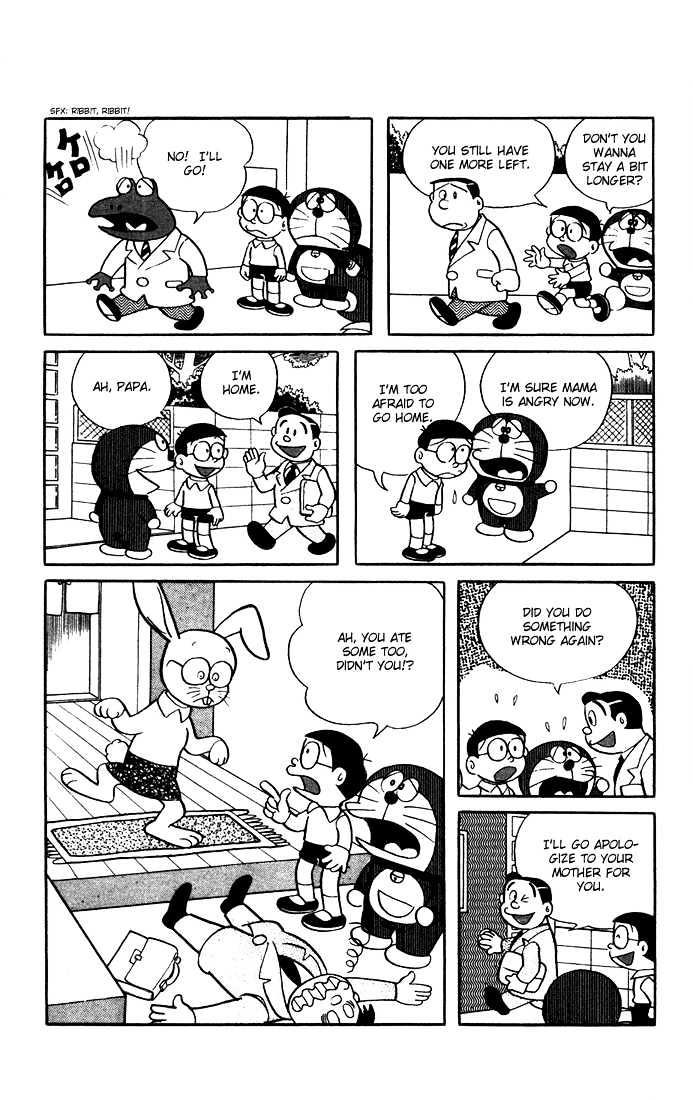 DON'T YOU
WANNA
STAY A BIT
LONGER?
YOU STILL HAVE
ONE MORE LEFT.
SFX: RIBBIT, RIBBIT!
NO! I'LL
GO!
ケロ
ケロ
I'M SURE MAMA
IS ANGRY NOW.
I'M TOO
AFRAID TO
GO HOME.
I'M
HOME.
AH, PAPA.
DID YOU DO
SOMETHING
WRONG AGAIN?
I'LL GO APOLO-
GIZE TO YOUR
MOTHER FOR
YOU.
AH, YOU ATE
SOME TOO,
DIDN'T YOU!?